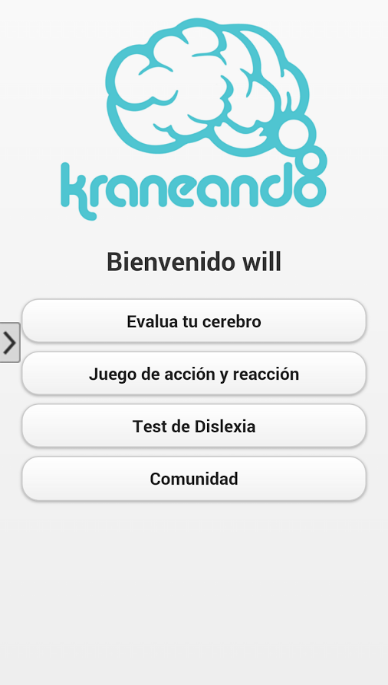 kraneando
Bienvenido will
Evalua tu cerebro
Juego de acción y reacción
Test de Dislexia
Comunidad